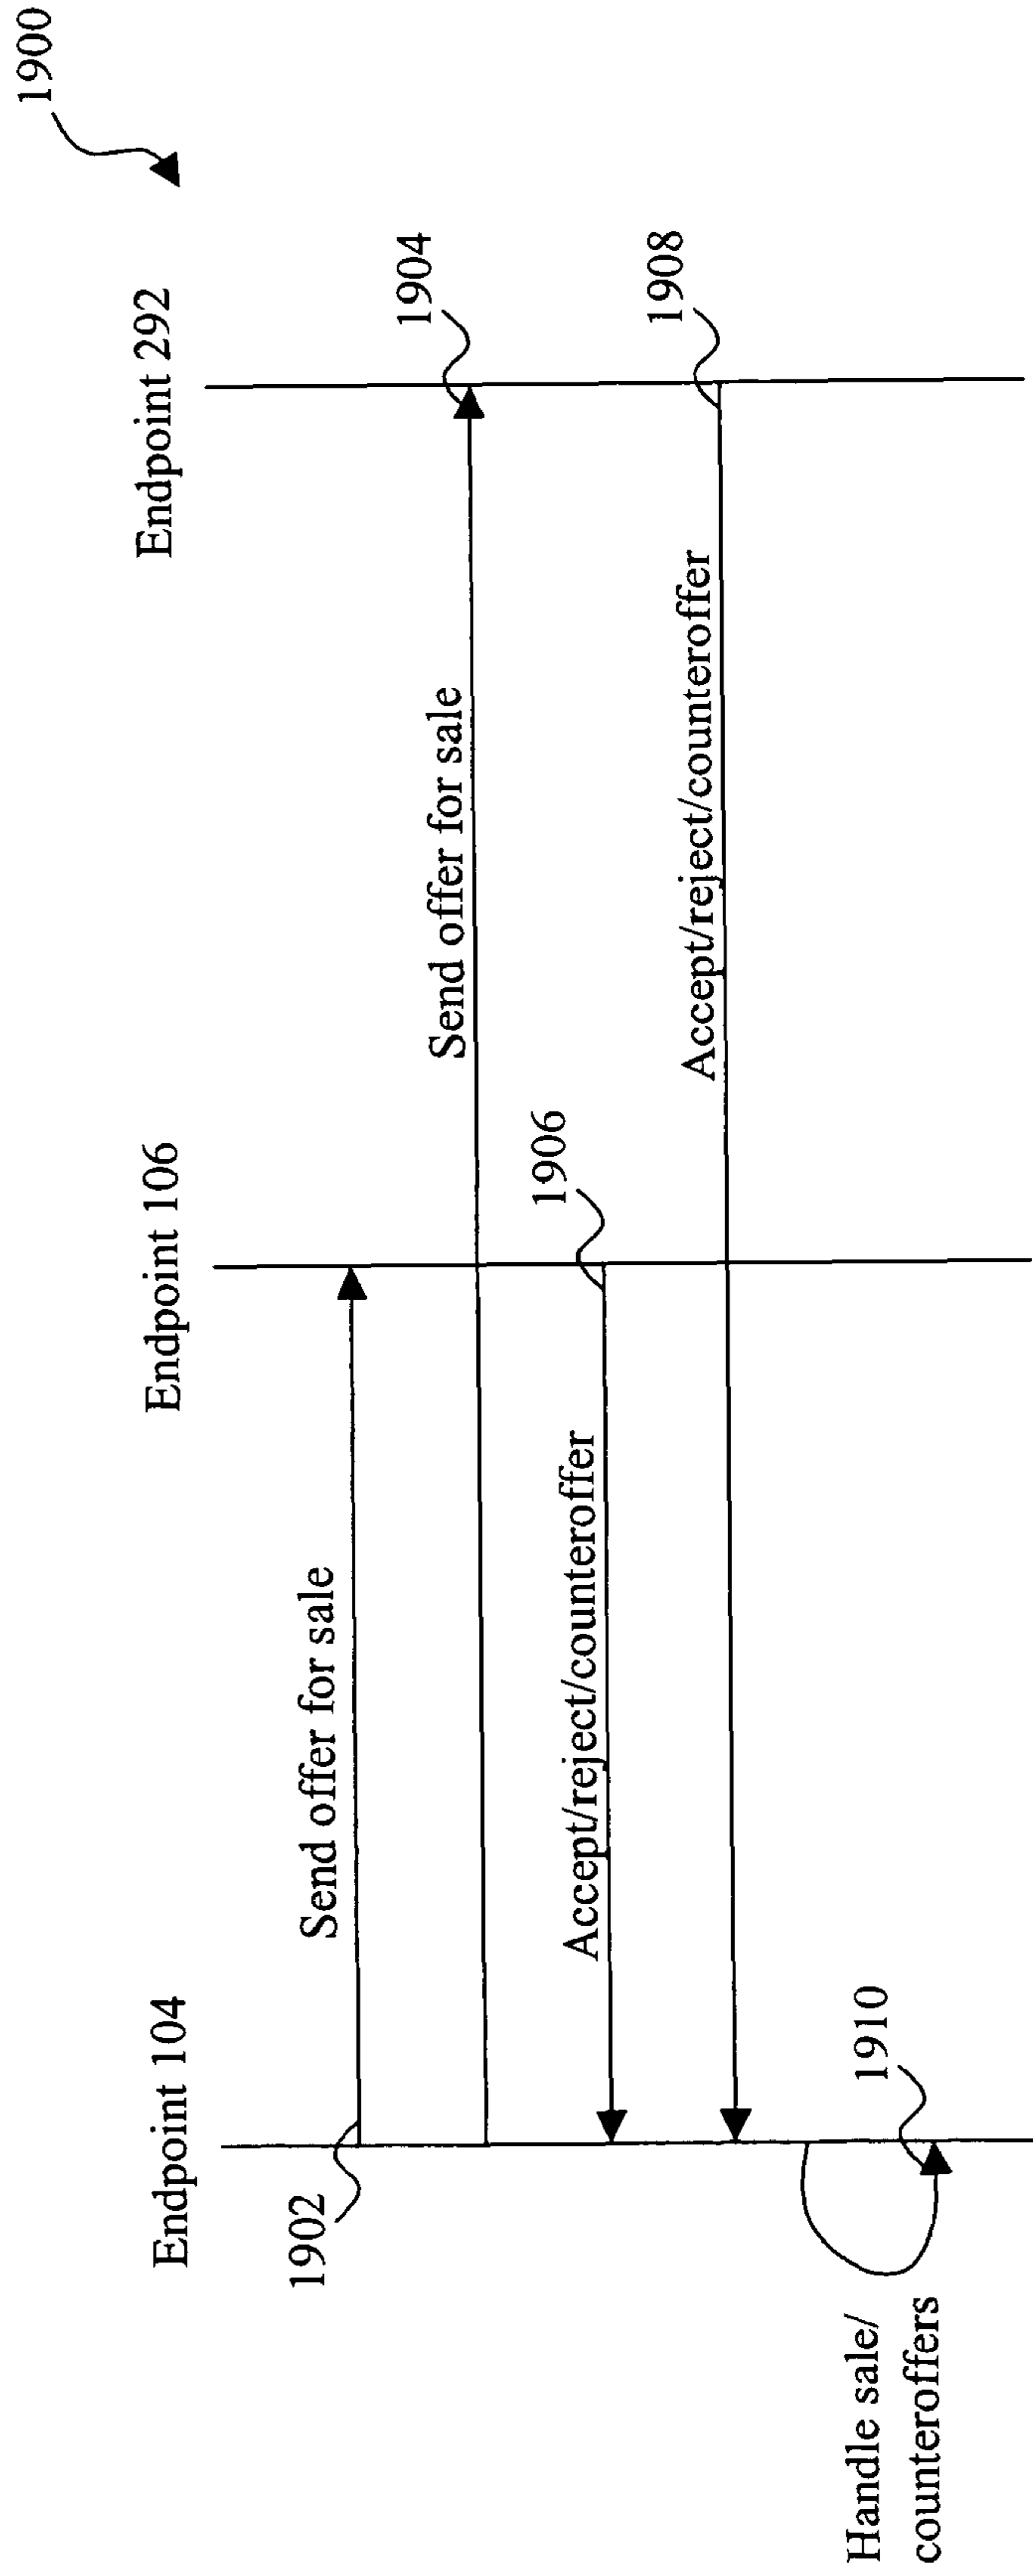 1900
Endpoint 104
Endpoint 106
Endpoint 292
1902
Send offer for sale
Send offer for sale
1904
Accept/reject/counteroffer
1906
Accept/reject/counteroffer
1908
Handle sale/
counteroffers
1910